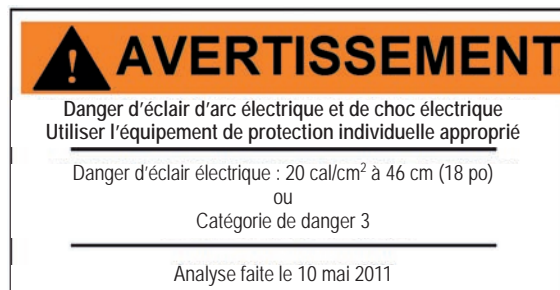 AVERTISSEMENT
Danger d'éclair d'arc électrique et de choc électrique
Utiliser l'équipement de protection individuelle approprié
Danger d'éclair électrique : 20 cal/cm² à 46 cm (18 po)
ou
Catégorie de danger 3
Analyse faite le 10 mai 2011